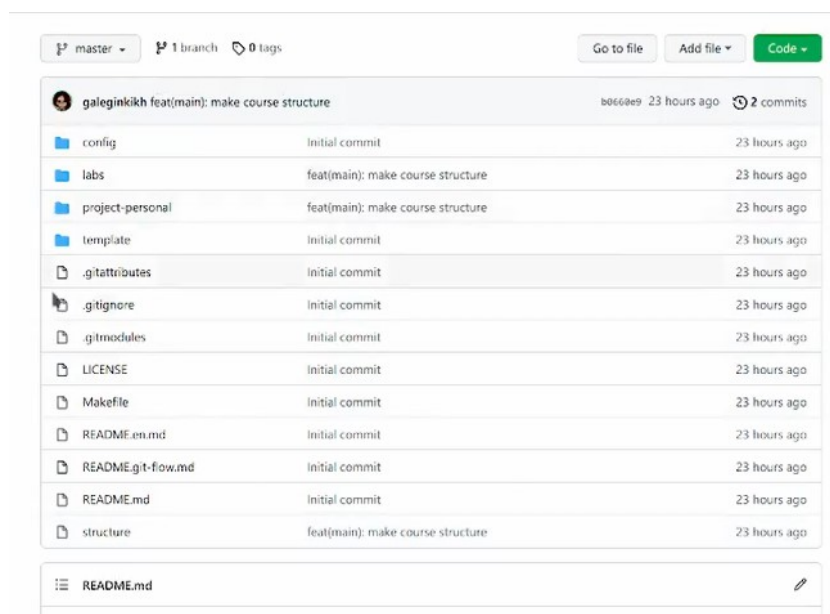 master 1 branch 0 tags Go to file Add file Code
galeginkikh feat(main): make course structure 23 hours ago 2 commits
config Initial commit 23 hours ago
labs feat(main): make course structure 23 hours ago
project-personal feat(main): make course structure 23 hours ago
template Initial commit 23 hours ago
.gitattributes Initial commit 23 hours ago
.gitignore Initial commit 23 hours ago
.gitmodules Initial commit 23 hours ago
LICENSE Initial commit 23 hours ago
Makefile Initial commit 23 hours ago
README.en.md Initial commit 23 hours ago
README.git-flow.md Initial commit 23 hours ago
README.md Initial commit 23 hours ago
structure feat(main): make course structure 23 hours ago
README.md